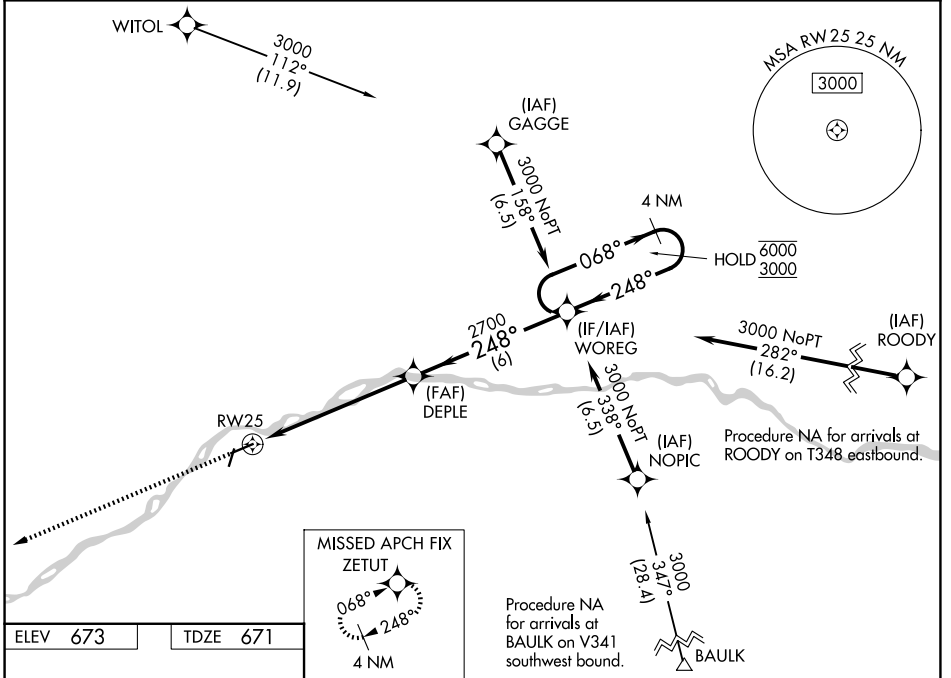 WITOL
3000
112°
(11.9)
MSA RW25 25 NM
3000
(IAF)
GAGGE
3000 NoPT
158°
(6.5)
4 NM
068°
248°
HOLD 6000
3000
2700
248°
(6)
(IF/IAF)
WOREG
3000 NoPT
282°
(16.2)
(IAF)
ROODY
(FAF)
DEPLE
3000 NoPT
338°
(6.5)
RW25
(IAF)
NOPIC
Procedure NA for arrivals at
ROODY on T348 eastbound.
MISSED APCH FIX
ZETUT
068°
248°
4 NM
3000
347°
(28.4)
Procedure NA
for arrivals at
BAULK on V341
southwest bound.
BAULK
ELEV 673
TDZE 671